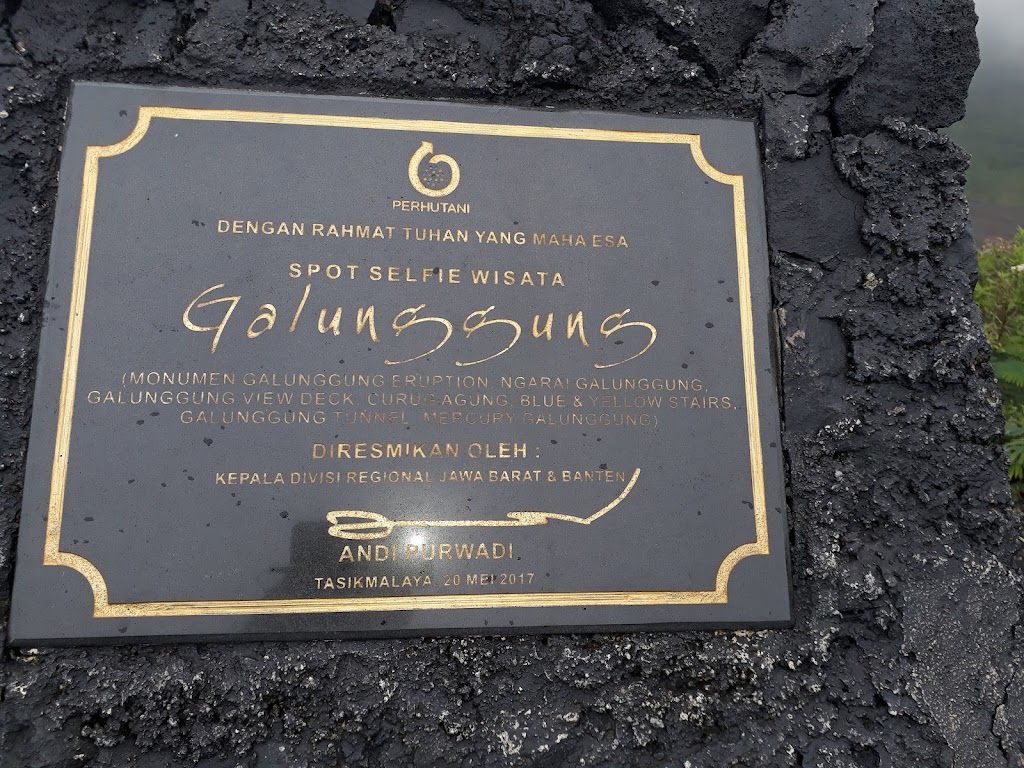 PERHUTANI
DENGAN RAHMAT TUHAN YANG MAHA ESA
SPOT SELFIE WISATA
Galunggung
(MONUMEN GALUNGGUNG ERUPTION, NGARAI GALUNGGUNG,
GALUNGGUNG VIEW DECK, CURUG AGUNG, BLUE & YELLOW STAIRS,
GALUNGGUNG TUNNEL, MERCURY GALUNGGUNG)
DIRESMIKAN OLEH :
KEPALA DIVISI REGIONAL JAWA BARAT & BANTEN
ANDI PURWADI
TASIKMALAYA, 20 MEI 2017